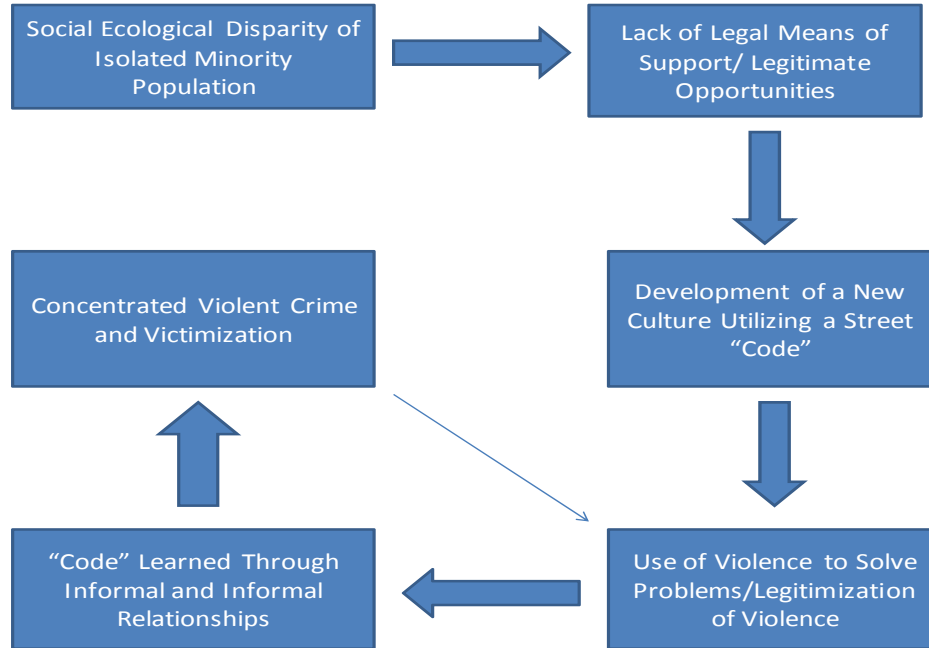 Social Ecological Disparity of
Isolated Minority
Population
Lack of Legal Means of
Support/ Legitimate
Opportunities
Concentrated Violent Crime
and Victimization
Development of a New
Culture Utilizing a Street
“Code”
“Code” Learned Through
Informal and Informal
Relationships
Use of Violence to Solve
Problems/Legitimization
of Violence